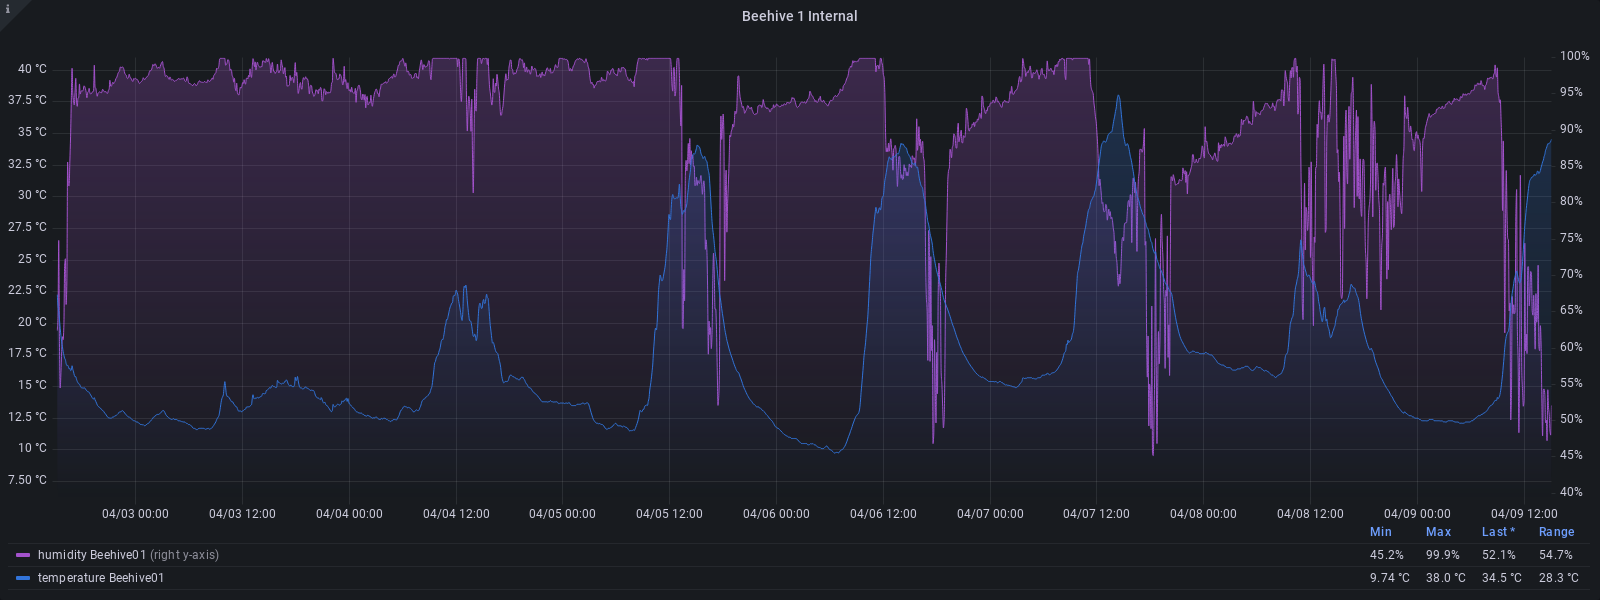 i
Beehive 1 Internal
40 °C
37.5 °C
35 °C
32.5 °C
30 °C
27.5 °C
25 °C
22.5 °C
20 °C
17.5 °C
15 °C
12.5 °C
10 °C
7.50 °C
100%
95%
90%
85%
80%
75%
70%
65%
60%
55%
50%
45%
40%
04/03 00:00 04/03 12:00 04/04 00:00 04/04 12:00 04/05 00:00 04/05 12:00 04/06 00:00 04/06 12:00 04/07 00:00 04/07 12:00 04/08 00:00 04/08 12:00 04/09 00:00 04/09 12:00
Min Max Last * Range
humidity Beehive01 (right y-axis) 45.2% 99.9% 52.1% 54.7%
temperature Beehive01 9.74 °C 38.0 °C 34.5 °C 28.3 °C